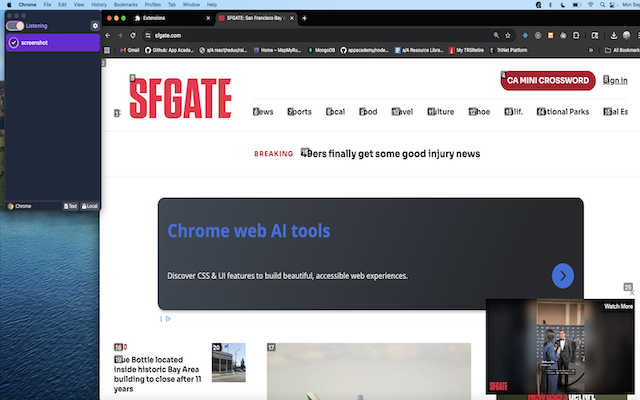 Chrome File Edit View History Bookmarks Profiles Tab Window Help
Mon Sep
Listening
screenshot
Chrome Text Local
Extensions
SFGATE: San Francisco Bay A
sfgate.com
Gmail
Github: App Acade...
a/A react/redux/rai...
Home – MapMyRu...
MongoDB
appacademy/node...
a/A Resource Libr...
My TRSRetire
TriNet Platform
All Bookmarks
SFGATE
CA MINI CROSSWORD
Sign in
News
Sports
Local
Food
Travel
Culture
Tahoe
Calif.
National Parks
Real Es
BREAKING
49ers finally get some good injury news
Chrome web AI tools
Discover CSS & UI features to build beautiful, accessible web experiences.
Watch More
SFGATE
20
17
Blue Bottle located
inside historic Bay Area
building to close after 11
years